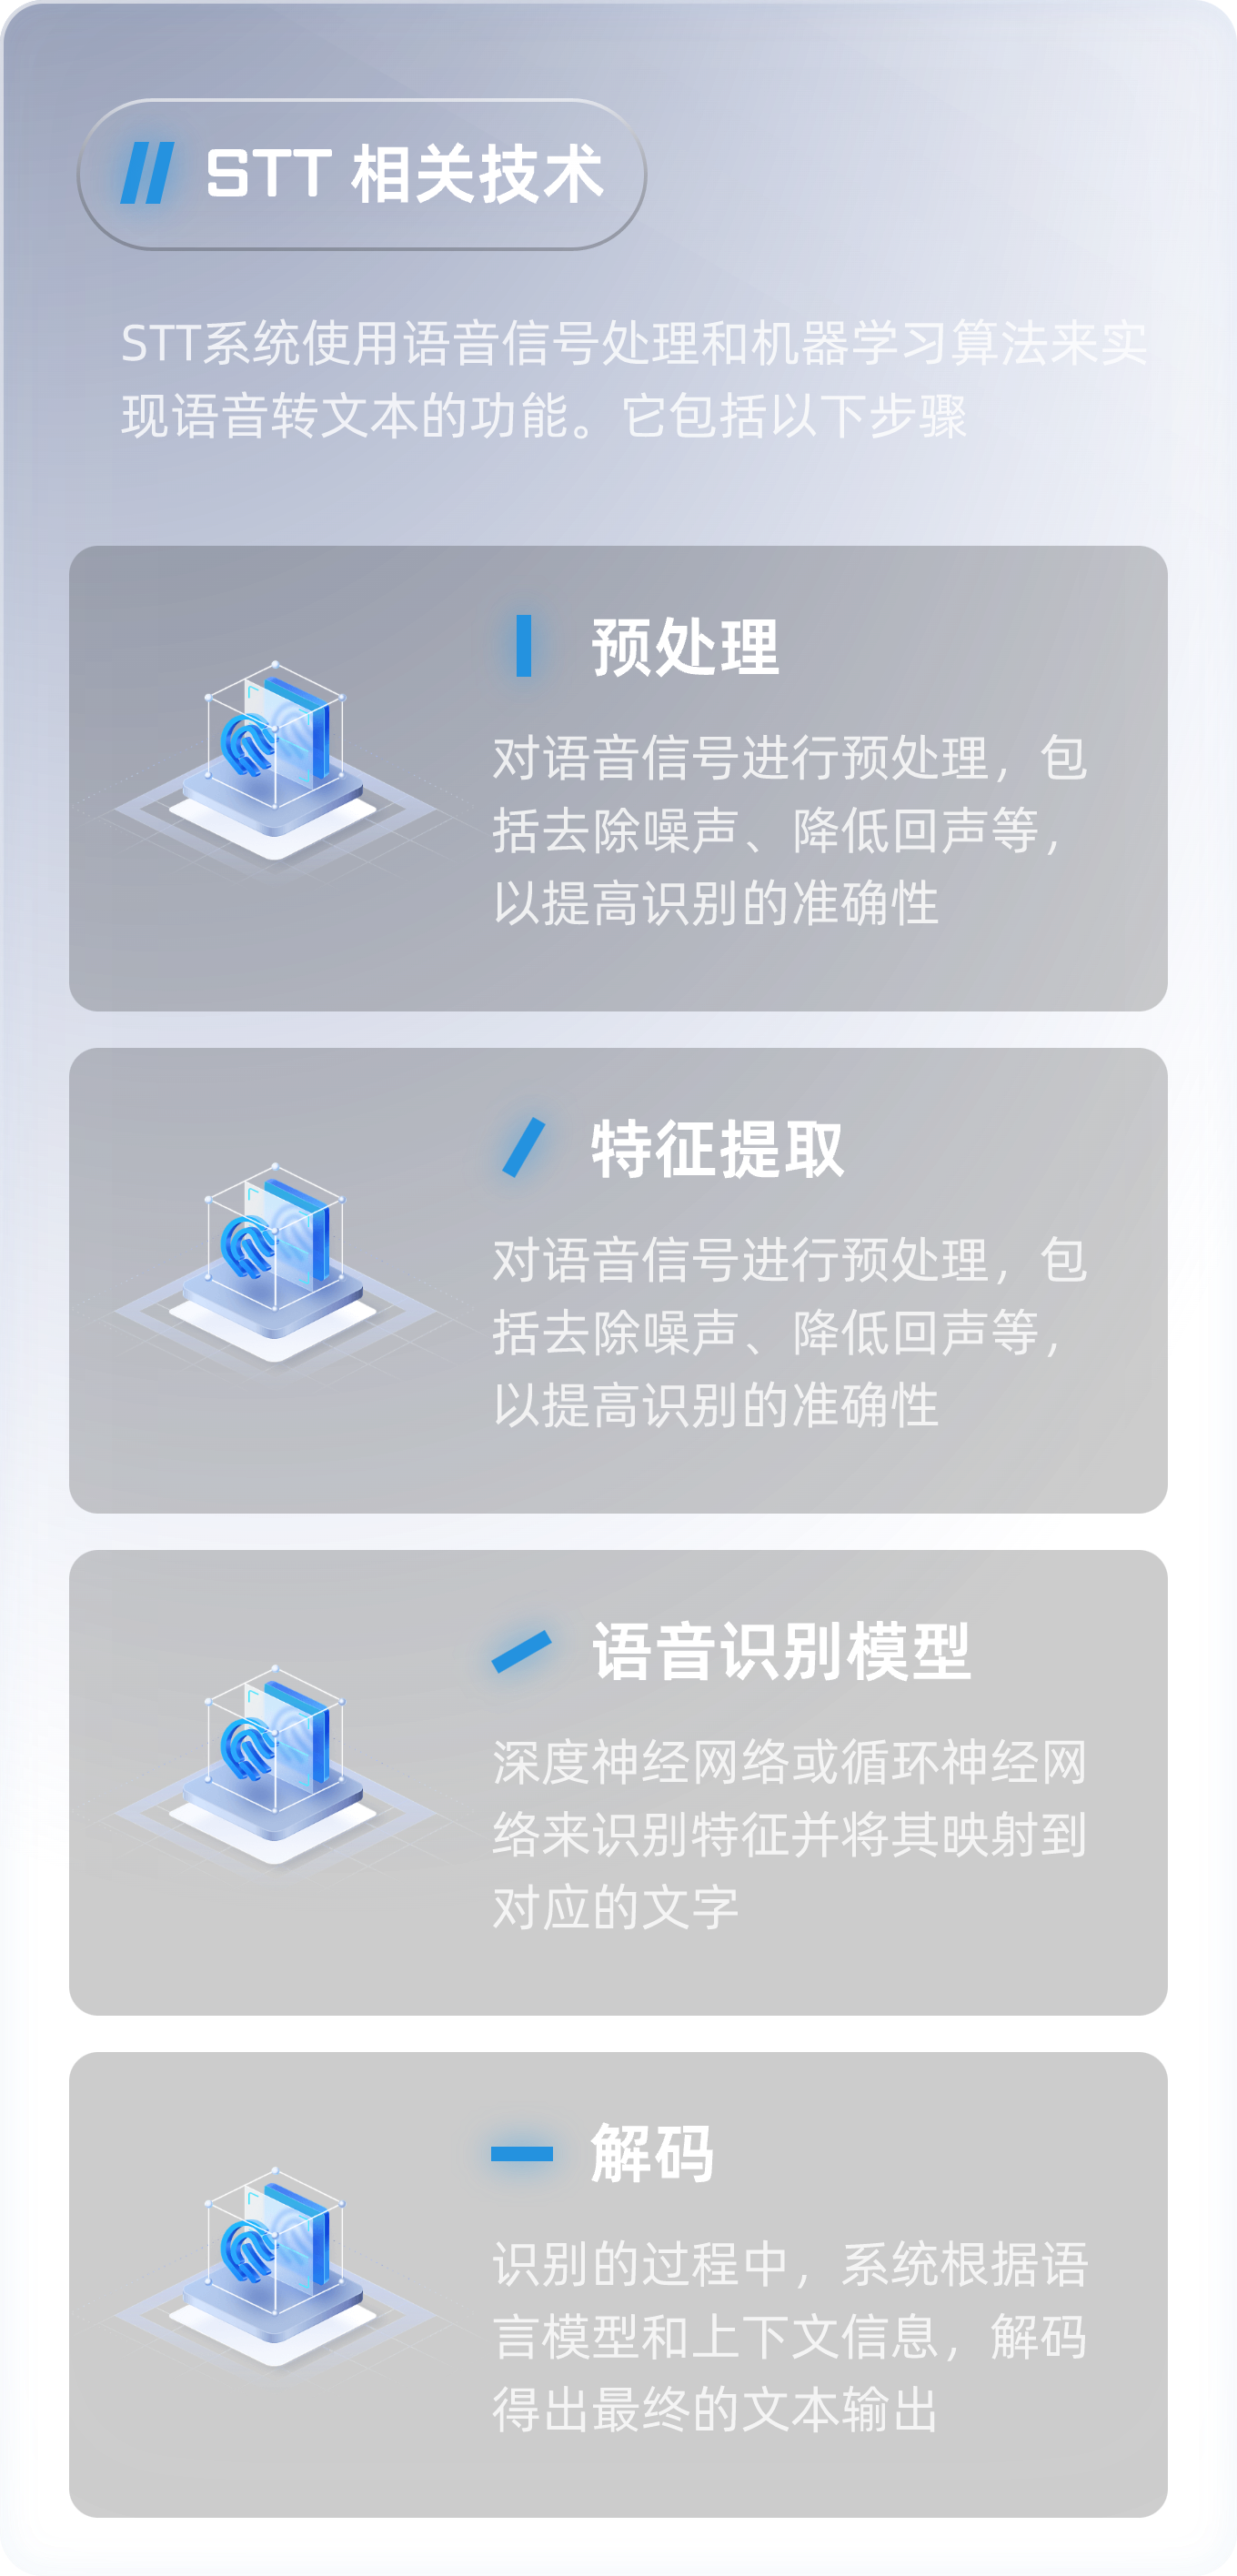 STT 相关技术
STT系统使用语音信号处理和机器学习算法来实
现语音转文本的功能。它包括以下步骤
预处理
对语音信号进行预处理，包
括去除噪声、降低回声等，
以提高识别的准确性
特征提取
对语音信号进行预处理，包
括去除噪声、降低回声等，
以提高识别的准确性
语音识别模型
深度神经网络或循环神经网
络来识别特征并将其映射到
对应的文字
解码
识别的过程中，系统根据语
言模型和上下文信息，解码
得出最终的文本输出